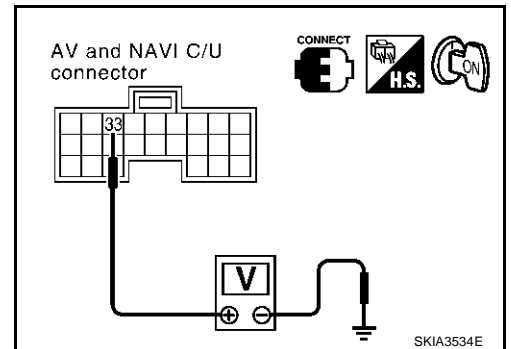 AV and NAVI C/U
connector
CONNECT
H.S.
ON
33
V
+ -
SKIA3534E